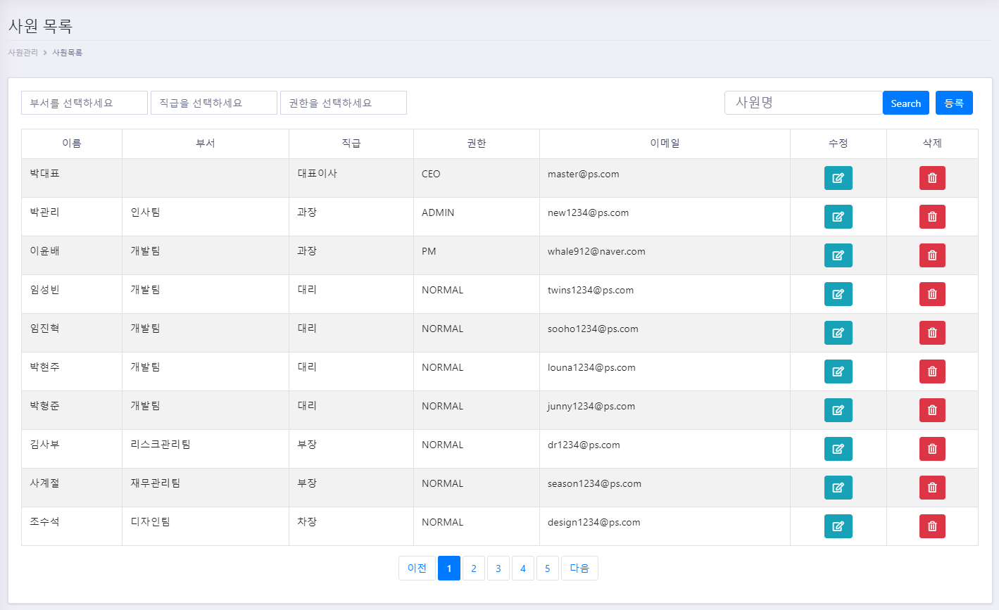 사원 목록
사원관리 > 사원목록
부서를 선택하세요 직급을 선택하세요 권한을 선택하세요 사원명 Search 등록
이름 부서 직급 권한 이메일 수정 삭제
박대표 대표이사 CEO master@ps.com
박관리 인사팀 과장 ADMIN new1234@ps.com
이윤배 개발팀 과장 PM whale912@naver.com
임성빈 개발팀 대리 NORMAL twins1234@ps.com
임진혁 개발팀 대리 NORMAL sooho1234@ps.com
박현주 개발팀 대리 NORMAL louna1234@ps.com
박형준 개발팀 대리 NORMAL junny1234@ps.com
김사부 리스크관리팀 부장 NORMAL dr1234@ps.com
사계절 재무관리팀 부장 NORMAL season1234@ps.com
조수석 디자인팀 차장 NORMAL design1234@ps.com
이전 1 2 3 4 5 다음